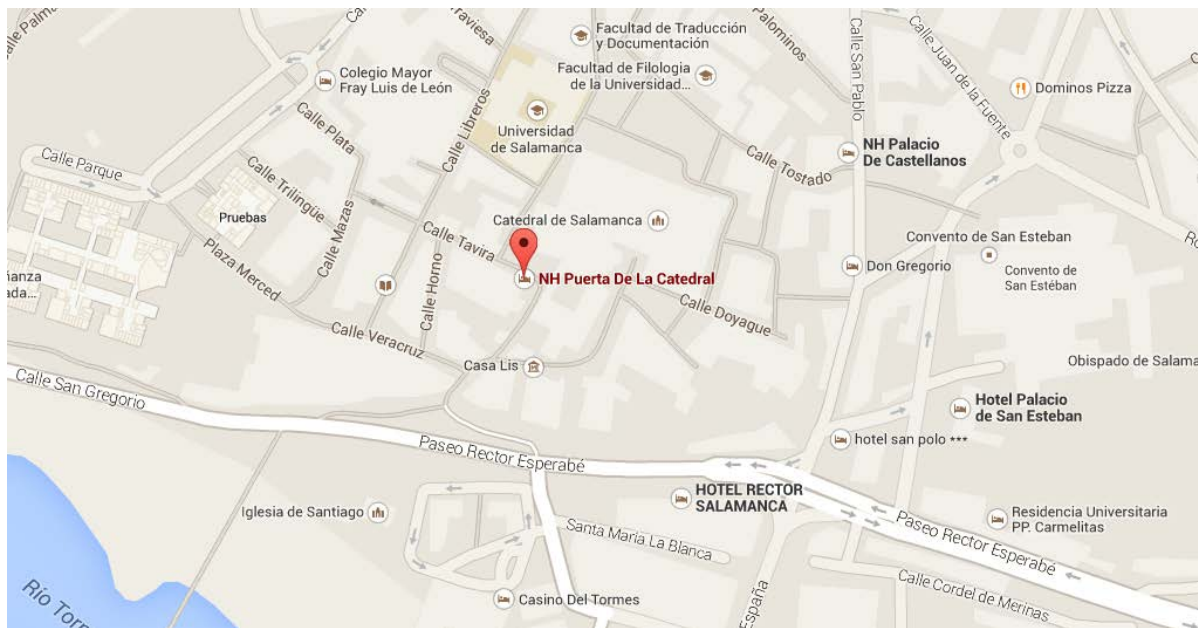 Calle Palma
Traviesa
Facultad de Traducción
y Documentación
Palominos
Calle San Pablo
Calle Juan de la Fuente
Colegio Mayor
Fray Luis de León
Facultad de Filologia
de la Universidad...
Dominos Pizza
Calle Libreros
Universidad
de Salamanca
Calle Plata
NH Palacio
De Castellanos
Calle Parque
Calle Tostado
Calle Trilingüe
Pruebas
Catedral de Salamanca
Calle Tavira
Calle Mazas
Convento de San Esteban
Plaza Merced
Calle Horno
NH Puerta De La Catedral
Don Gregorio
Convento de
San Estéban
Calle Doyague
Calle Veracruz
Casa Lis
Obispado de Salama
Calle San Gregorio
Hotel Palacio
de San Esteban
hotel san polo ***
Paseo Rector Esperabé
HOTEL RECTOR
SALAMANCA
Iglesia de Santiago
Santa Maria La Blanca
Residencia Universitaria
PP. Carmelitas
Paseo Rector Esperabé
Calle Cordel de Merinas
España
Río Torm
Casino Del Tormes